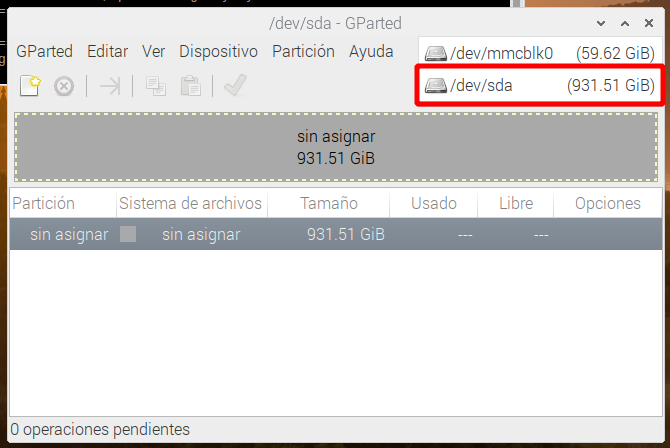 /dev/sda - GParted
GParted Editar Ver Dispositivo Partición Ayuda
/dev/mmcblk0 (59.62 GiB)
/dev/sda (931.51 GiB)
sin asignar
931.51 GiB
Partición Sistema de archivos Tamaño Usado Libre Opciones
sin asignar sin asignar 931.51 GiB --- ---
0 operaciones pendientes